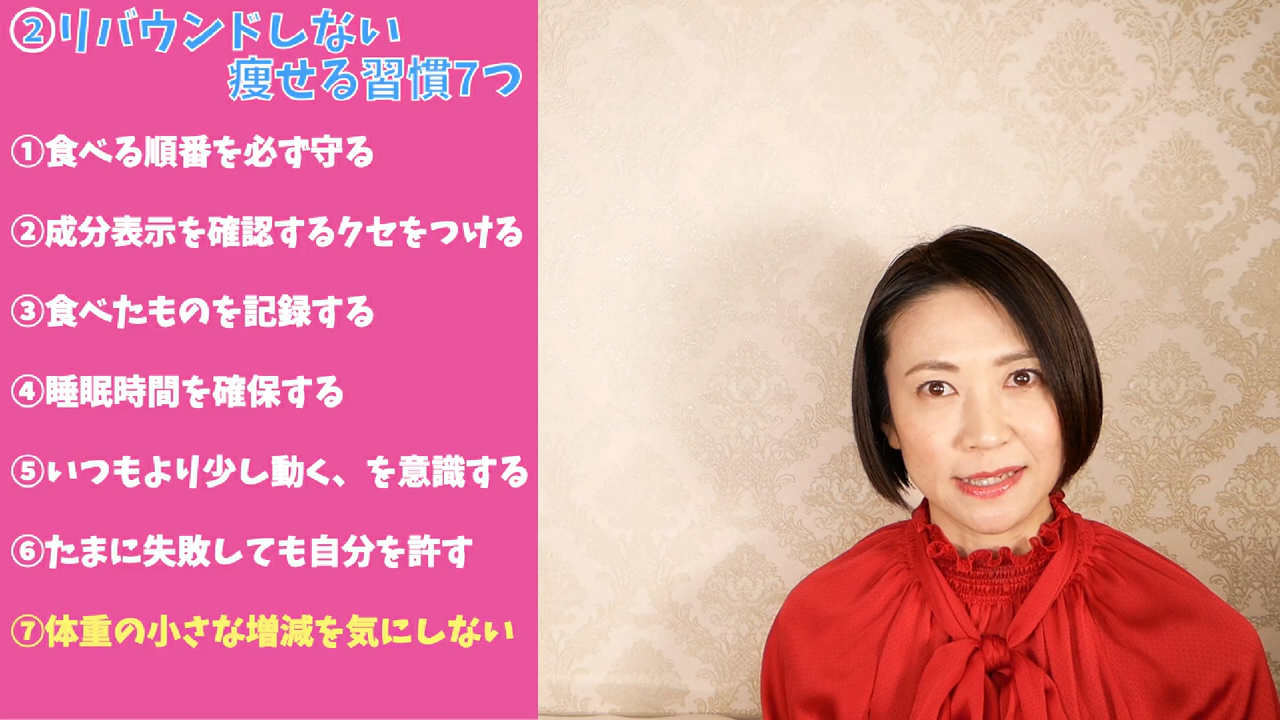 ②リバウンドしない
痩せる習慣7つ
①食べる順番を必ず守る
②成分表示を確認するクセをつける
③食べたものを記録する
④睡眠時間を確保する
⑤いつもより少し動く、を意識する
⑥たまに失敗しても自分を許す
⑦体重の小さな増減を気にしない